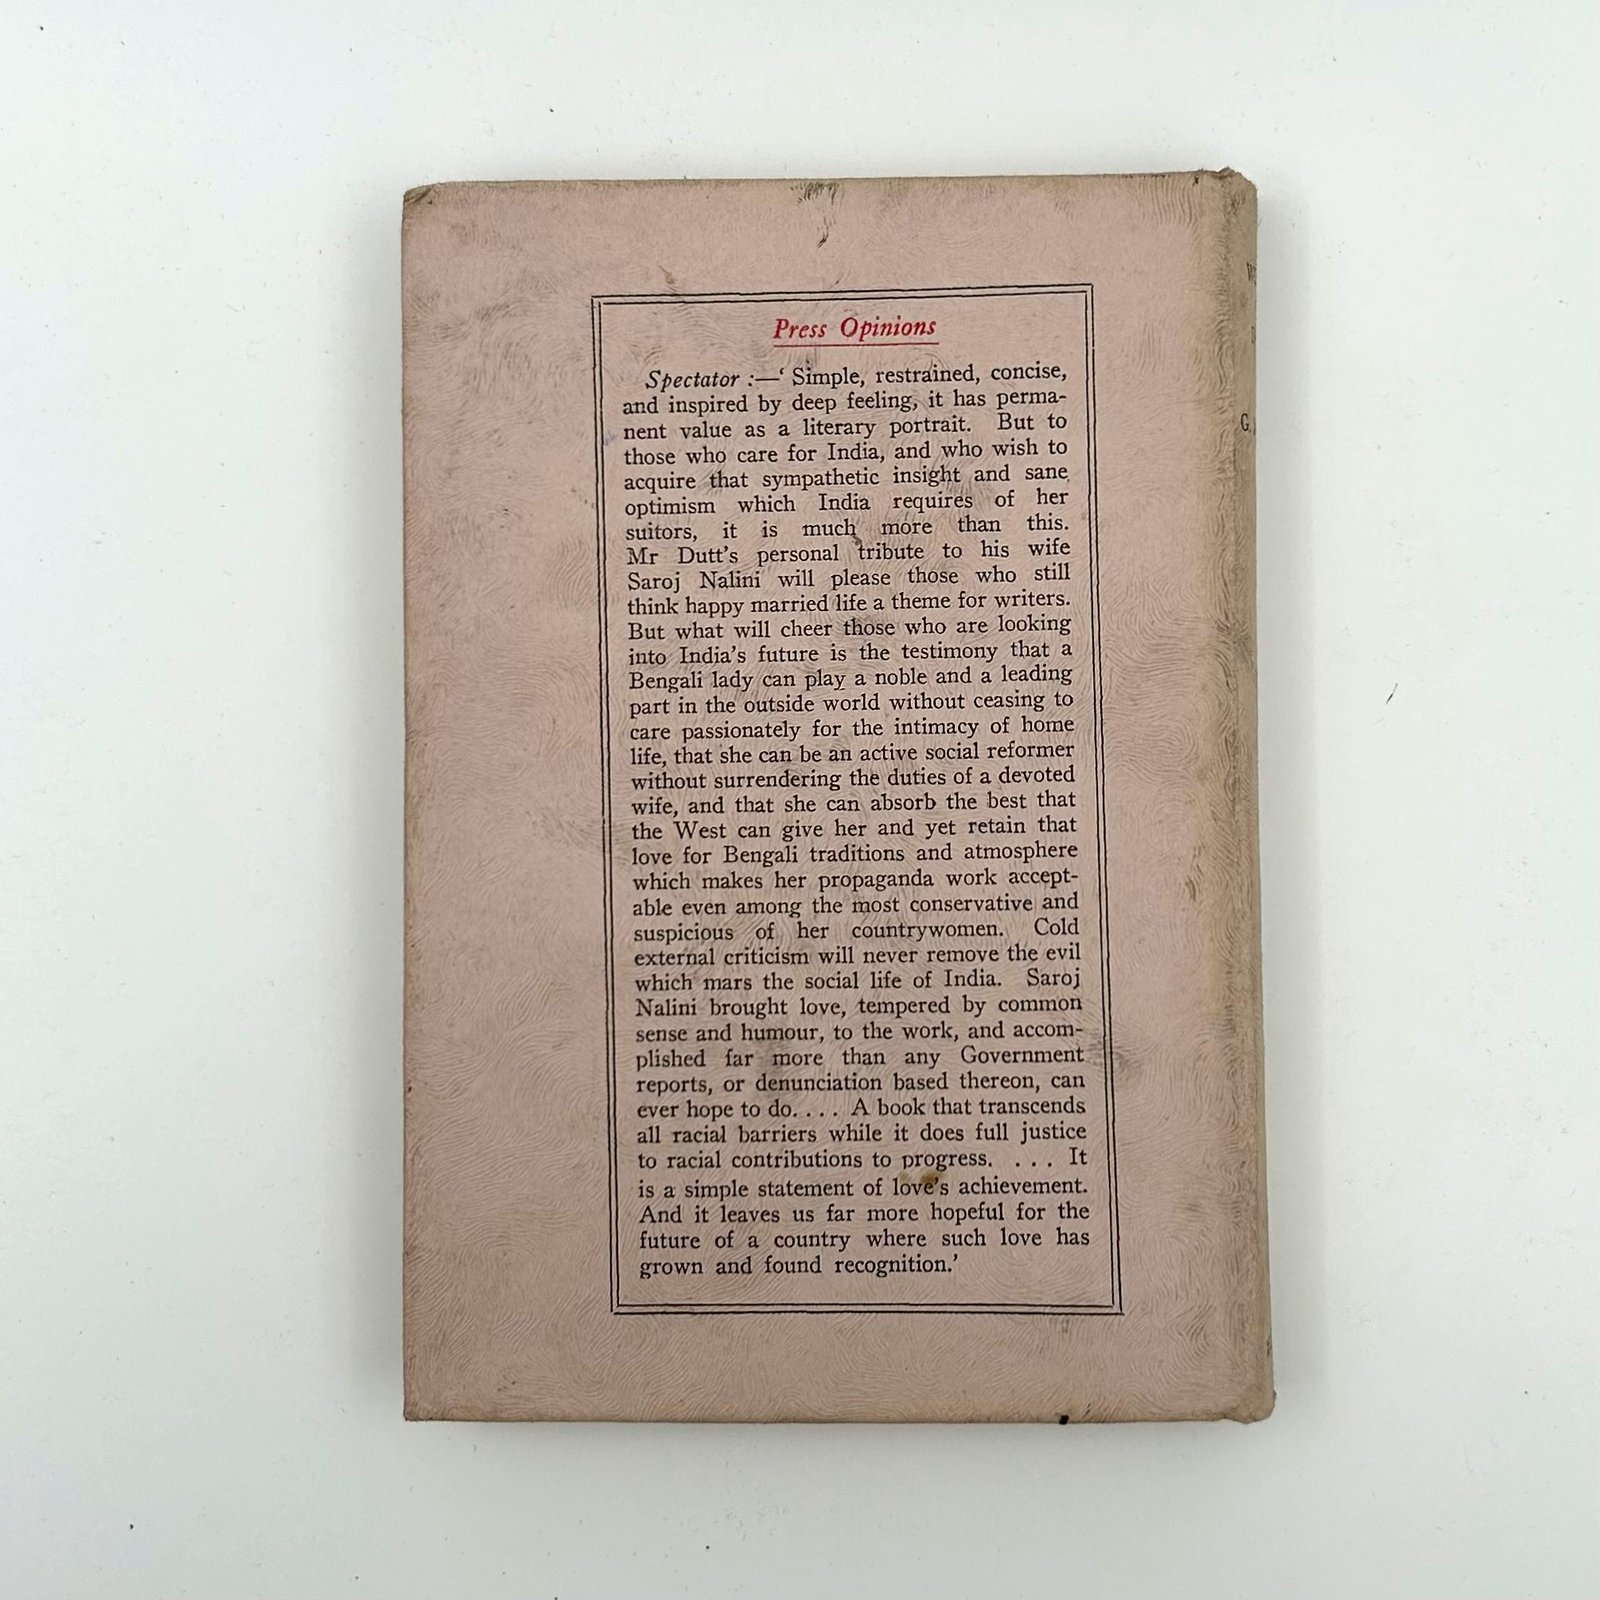 Press Opinions
Spectator :—‘ Simple, restrained, concise,
and inspired by deep feeling, it has perma-
nent value as a literary portrait. But to
those who care for India, and who wish to
acquire that sympathetic insight and sane
optimism which India requires of her
suitors, it is much more than this.
Mr Dutt’s personal tribute to his wife
Saroj Nalini will please those who still
think happy married life a theme for writers.
But what will cheer those who are looking
into India’s future is the testimony that a
Bengali lady can play a noble and a leading
part in the outside world without ceasing to
care passionately for the intimacy of home
life, that she can be an active social reformer
without surrendering the duties of a devoted
wife, and that she can absorb the best that
the West can give her and yet retain that
love for Bengali traditions and atmosphere
which makes her propaganda work accept-
able even among the most conservative and
suspicious of her countrywomen. Cold
external criticism will never remove the evil
which mars the social life of India. Saroj
Nalini brought love, tempered by common
sense and humour, to the work, and accom-
plished far more than any Government
reports, or denunciation based thereon, can
ever hope to do. . . . A book that transcends
all racial barriers while it does full justice
to racial contributions to progress. . . . It
is a simple statement of love’s achievement.
And it leaves us far more hopeful for the
future of a country where such love has
grown and found recognition.’
G.